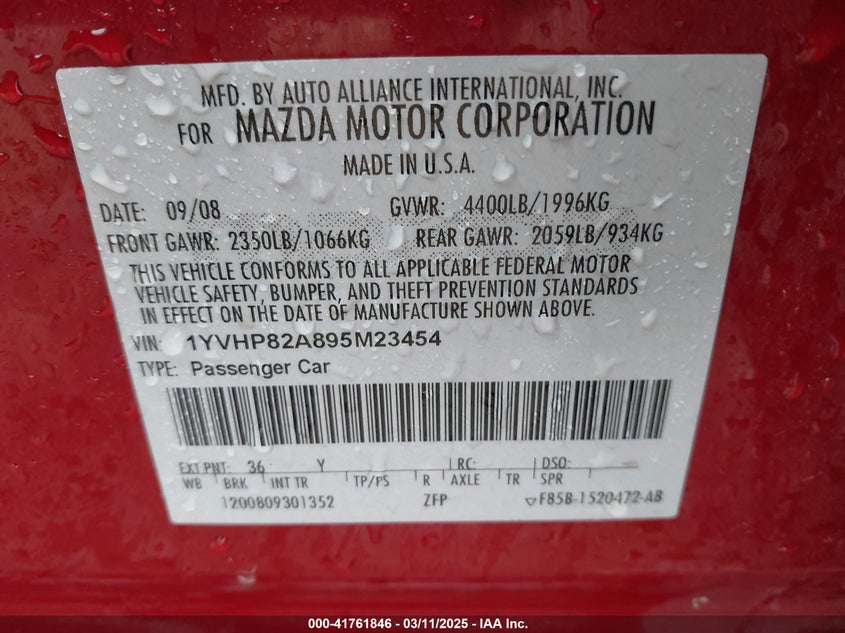 MFD. BY AUTO ALLIANCE INTERNATIONAL, INC.
FOR MAZDA MOTOR CORPORATION
MADE IN U.S.A.
DATE: 09/08 GVWR: 4400LB/1996KG
FRONT GAWR: 2350LB/1066KG REAR GAWR: 2059LB/934KG
THIS VEHICLE CONFORMS TO ALL APPLICABLE FEDERAL MOTOR
VEHICLE SAFETY, BUMPER, AND THEFT PREVENTION STANDARDS
IN EFFECT ON THE DATE OF MANUFACTURE SHOWN ABOVE.
VIN: 1YVHP82A895M23454
TYPE: Passenger Car
EXT PNT: 36 Y RC: DSO:
WB BRK INT TR TP/PS R AXLE TR SPR
1200809301352 ZFP F85B-1520472-AB
000-41761846 - 03/11/2025 - IAA Inc.